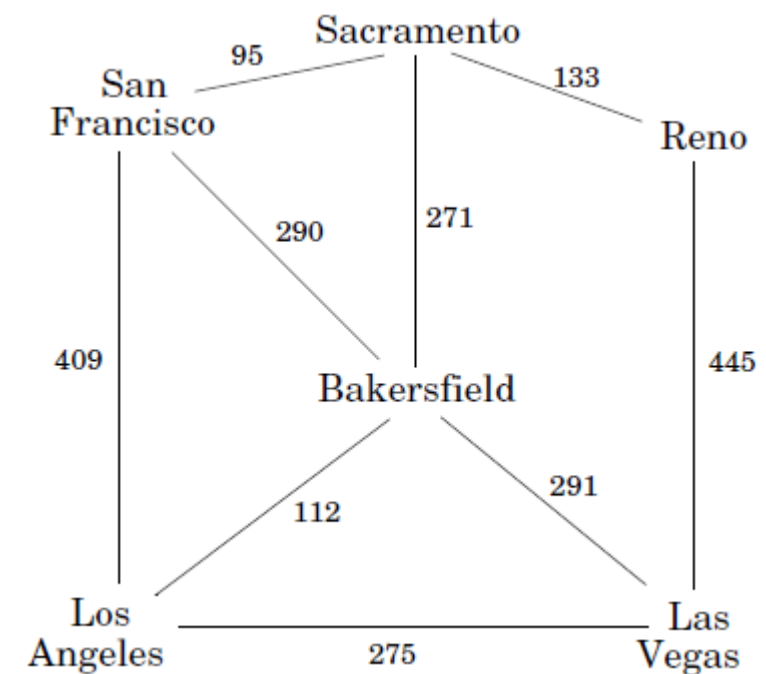 Sacramento
95
133
San
Francisco
Reno
290
271
409
445
Bakersfield
291
112
Los
Angeles
Las
Vegas
275